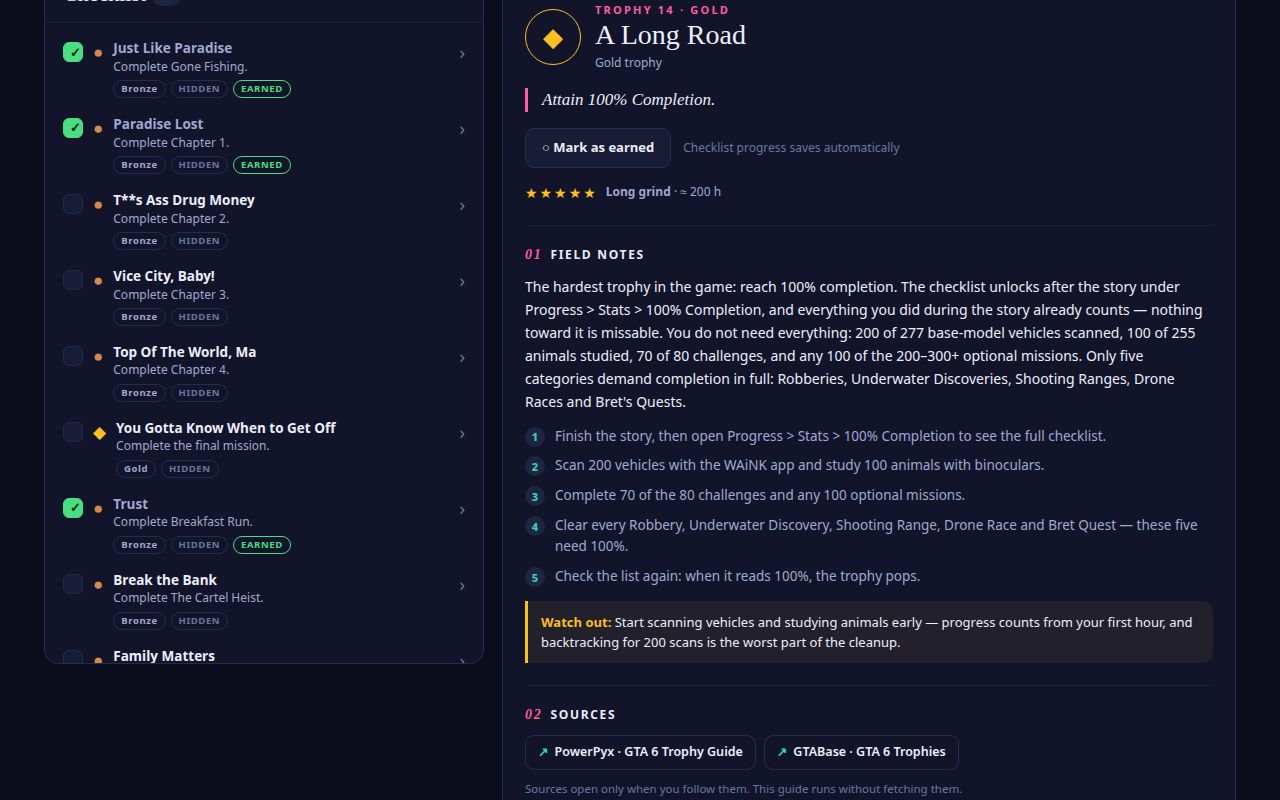 Just Like Paradise
Complete Gone Fishing.
Bronze HIDDEN EARNED
Paradise Lost
Complete Chapter 1.
Bronze HIDDEN EARNED
T**s Ass Drug Money
Complete Chapter 2.
Bronze HIDDEN
Vice City, Baby!
Complete Chapter 3.
Bronze HIDDEN
Top Of The World, Ma
Complete Chapter 4.
Bronze HIDDEN
You Gotta Know When to Get Off
Complete the final mission.
Gold HIDDEN
Trust
Complete Breakfast Run.
Bronze HIDDEN EARNED
Break the Bank
Complete The Cartel Heist.
Bronze HIDDEN
Family Matters
TROPHY 14 · GOLD
A Long Road
Gold trophy
Attain 100% Completion.
○ Mark as earned Checklist progress saves automatically
★★★★★ Long grind · ≈ 200 h
01 FIELD NOTES
The hardest trophy in the game: reach 100% completion. The checklist unlocks after the story under
Progress > Stats > 100% Completion, and everything you did during the story already counts — nothing
toward it is missable. You do not need everything: 200 of 277 base-model vehicles scanned, 100 of 255
animals studied, 70 of 80 challenges, and any 100 of the 200–300+ optional missions. Only five
categories demand completion in full: Robberies, Underwater Discoveries, Shooting Ranges, Drone
Races and Bret's Quests.
1 Finish the story, then open Progress > Stats > 100% Completion to see the full checklist.
2 Scan 200 vehicles with the WAiNK app and study 100 animals with binoculars.
3 Complete 70 of the 80 challenges and any 100 optional missions.
4 Clear every Robbery, Underwater Discovery, Shooting Range, Drone Race and Bret Quest — these five
need 100%.
5 Check the list again: when it reads 100%, the trophy pops.
Watch out: Start scanning vehicles and studying animals early — progress counts from your first hour, and
backtracking for 200 scans is the worst part of the cleanup.
02 SOURCES
↗ PowerPyx · GTA 6 Trophy Guide ↗ GTABase · GTA 6 Trophies
Sources open only when you follow them. This guide runs without fetching them.